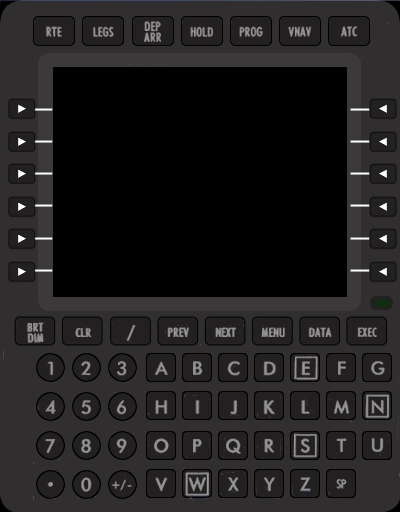 RTE LEGS DEP ARR HOLD PROG VNAV ATC
BRT DIM CLR / PREV NEXT MENU DATA EXEC
1 2 3 A B C D E F G
4 5 6 H I J K L M N
7 8 9 O P Q R S T U
. 0 +/- V W X Y Z SP